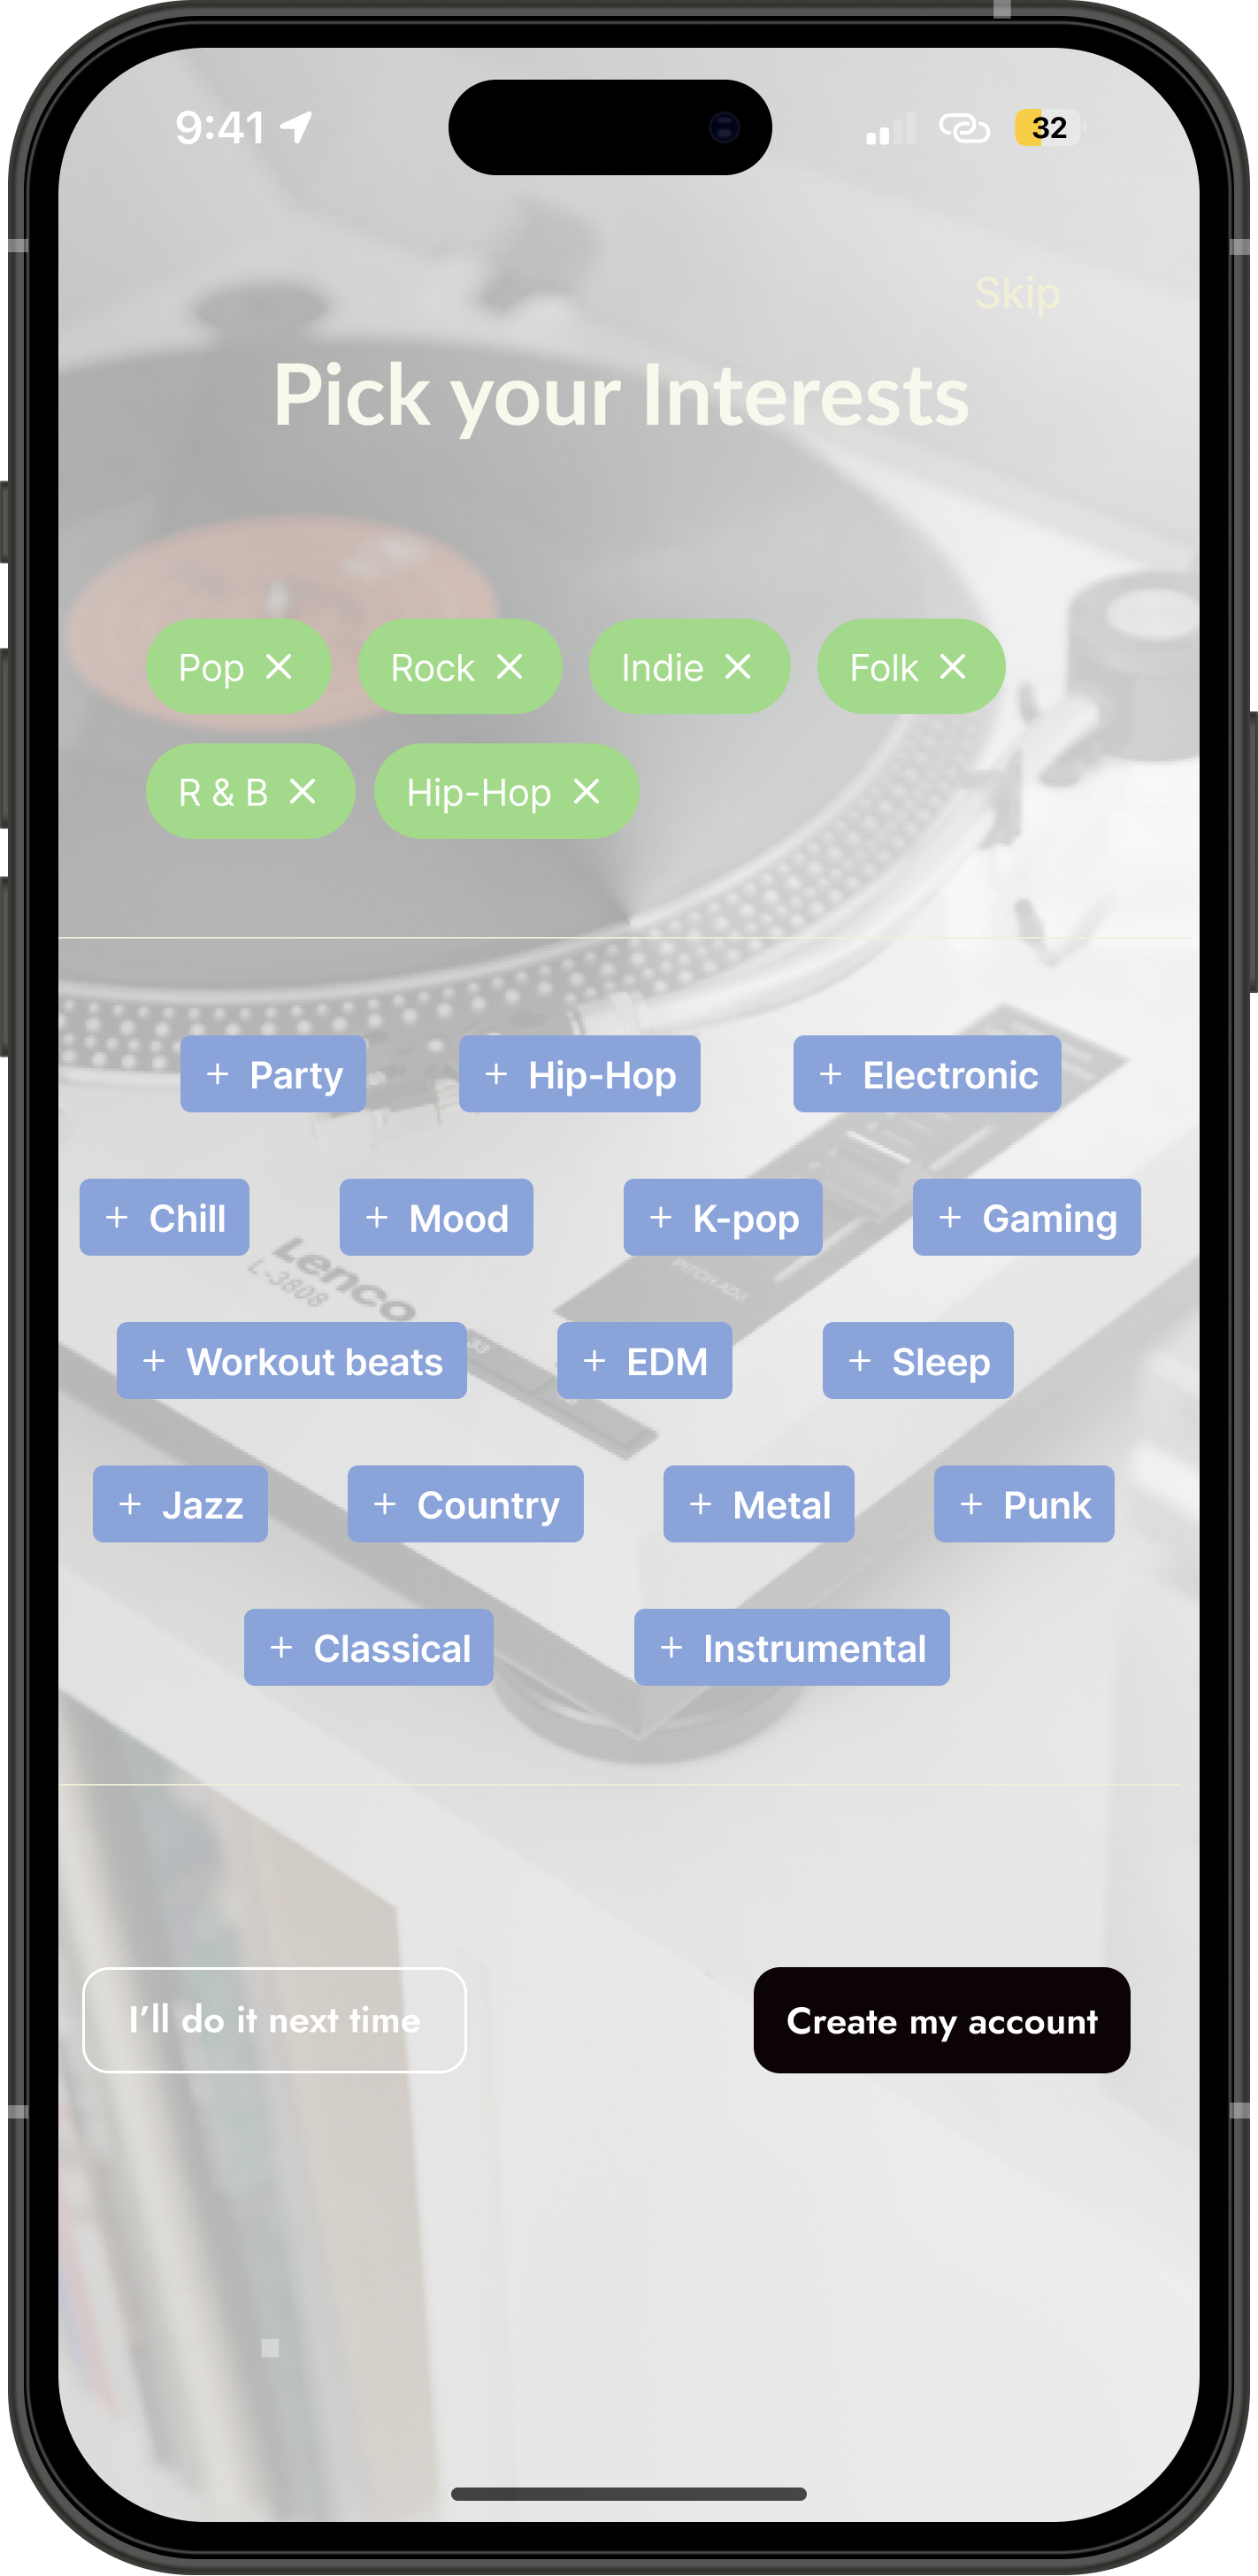 9:41
32
Skip
Pick your Interests
Pop
Rock
Indie
Folk
R & B
Hip-Hop
+ Party
+ Hip-Hop
+ Electronic
+ Chill
+ Mood
+ K-pop
+ Gaming
Lenco
L-3808
PITCH ADJ.
33
+ Workout beats
+ EDM
+ Sleep
+ Jazz
+ Country
+ Metal
+ Punk
+ Classical
+ Instrumental
I’ll do it next time
Create my account